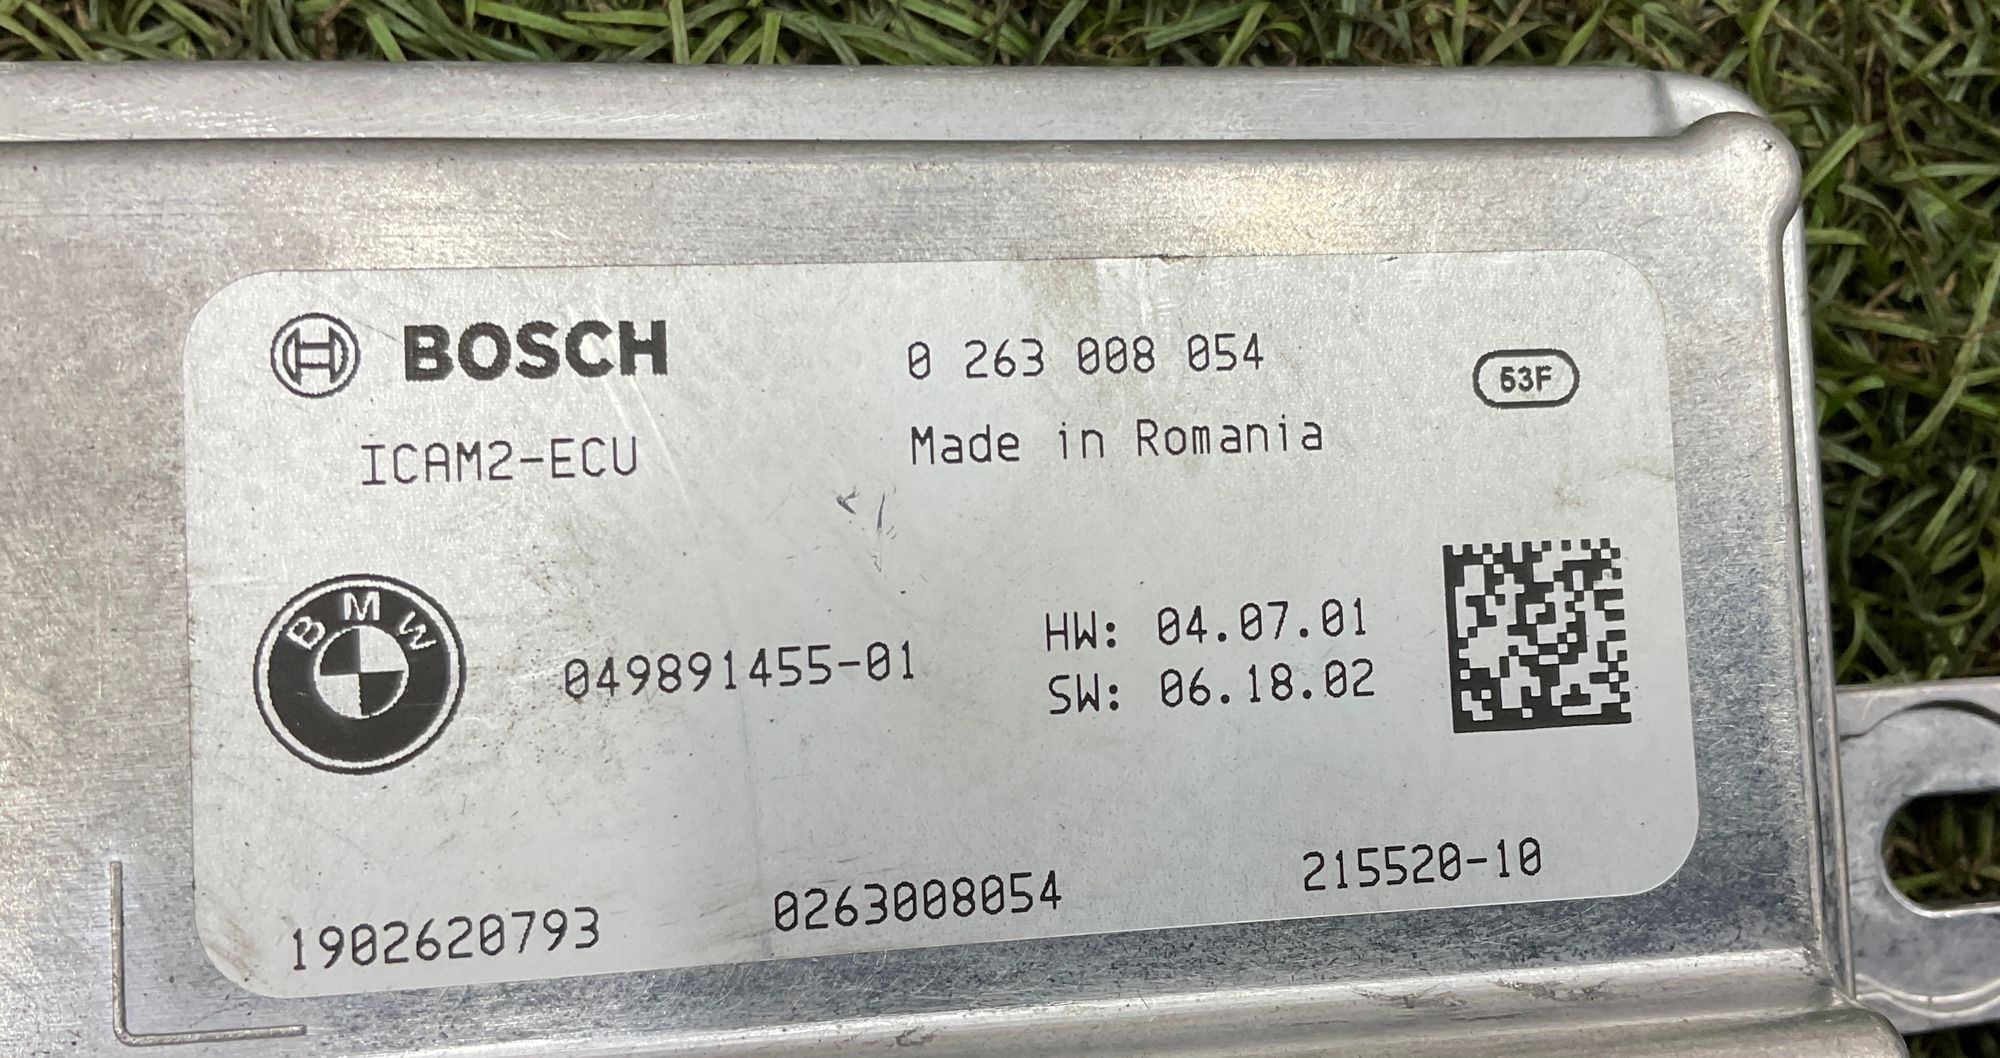 BOSCH
0 263 008 054
53F
ICAM2-ECU
Made in Romania
BMW
049891455-01
HW: 04.07.01
SW: 06.18.02
1902620793
0263008054
215520-10